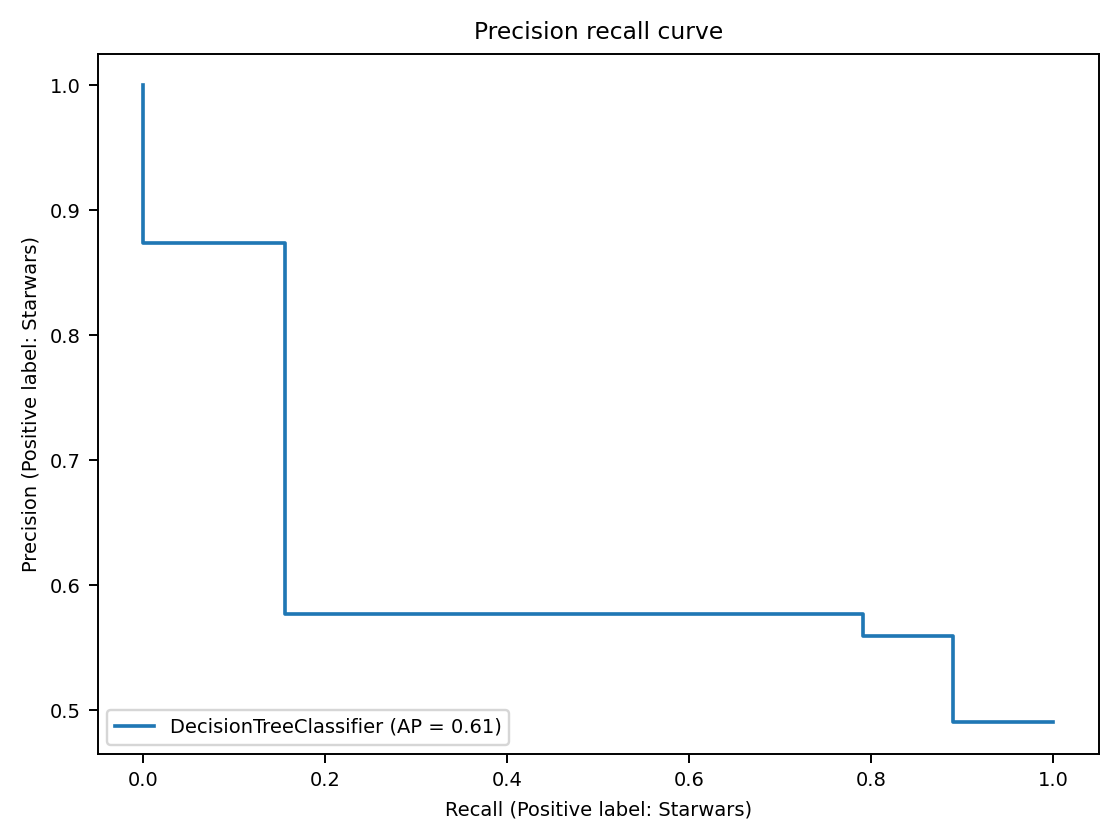 Precision recall curve
1.0
0.9
0.8
0.7
0.6
0.5
Precision (Positive label: Starwars)
DecisionTreeClassifier (AP = 0.61)
0.0 0.2 0.4 0.6 0.8 1.0
Recall (Positive label: Starwars)